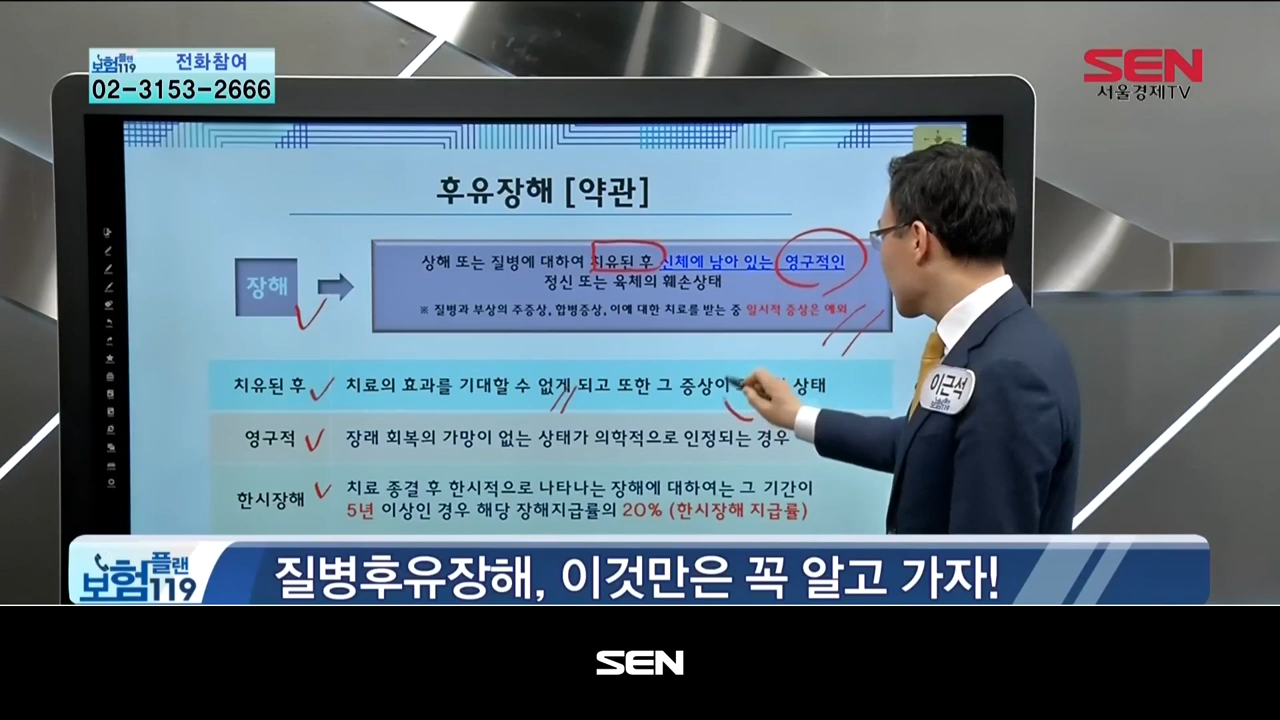 보험플랜119 전화참여
02-3153-2666
SEN
서울경제TV
후유장해 [약관]
장해
상해 또는 질병에 대하여 치유된 후 신체에 남아 있는 영구적인
정신 또는 육체의 훼손상태
※ 질병과 부상의 주증상, 합병증상, 이에 대한 치료를 받는 중 일시적 증상은 예외
치유된 후 치료의 효과를 기대할 수 없게 되고 또한 그 증상이 상태
영구적 장래 회복의 가망이 없는 상태가 의학적으로 인정되는 경우
한시장해 치료 종결 후 한시적으로 나타나는 장해에 대하여는 그 기간이
5년 이상인 경우 해당 장해지급률의 20% (한시장해 지급률)
이근석
보험119
보험플랜119
질병후유장해, 이것만은 꼭 알고 가자!
SEN